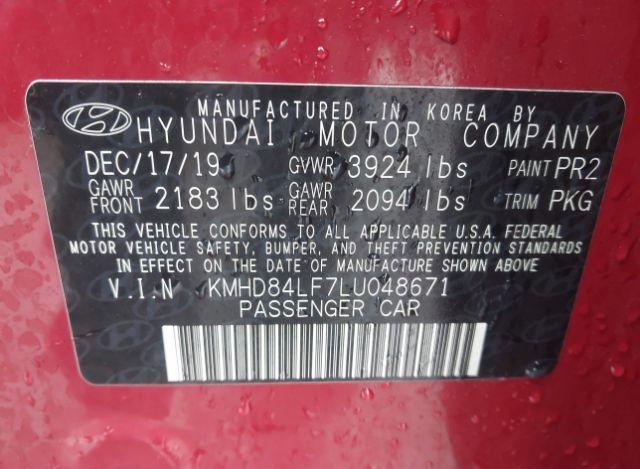 MANUFACTURED IN KOREA BY
HYUNDAI MOTOR COMPANY
DEC/17/19 GVWR 3924 lbs PAINT PR2
GAWR FRONT 2183 lbs GAWR REAR 2094 lbs TRIM PKG
THIS VEHICLE CONFORMS TO ALL APPLICABLE U.S.A. FEDERAL
MOTOR VEHICLE SAFETY, BUMPER, AND THEFT PREVENTION STANDARDS
IN EFFECT ON THE DATE OF MANUFACTURE SHOWN ABOVE
V.I.N KMHD84LF7LU048671
PASSENGER CAR